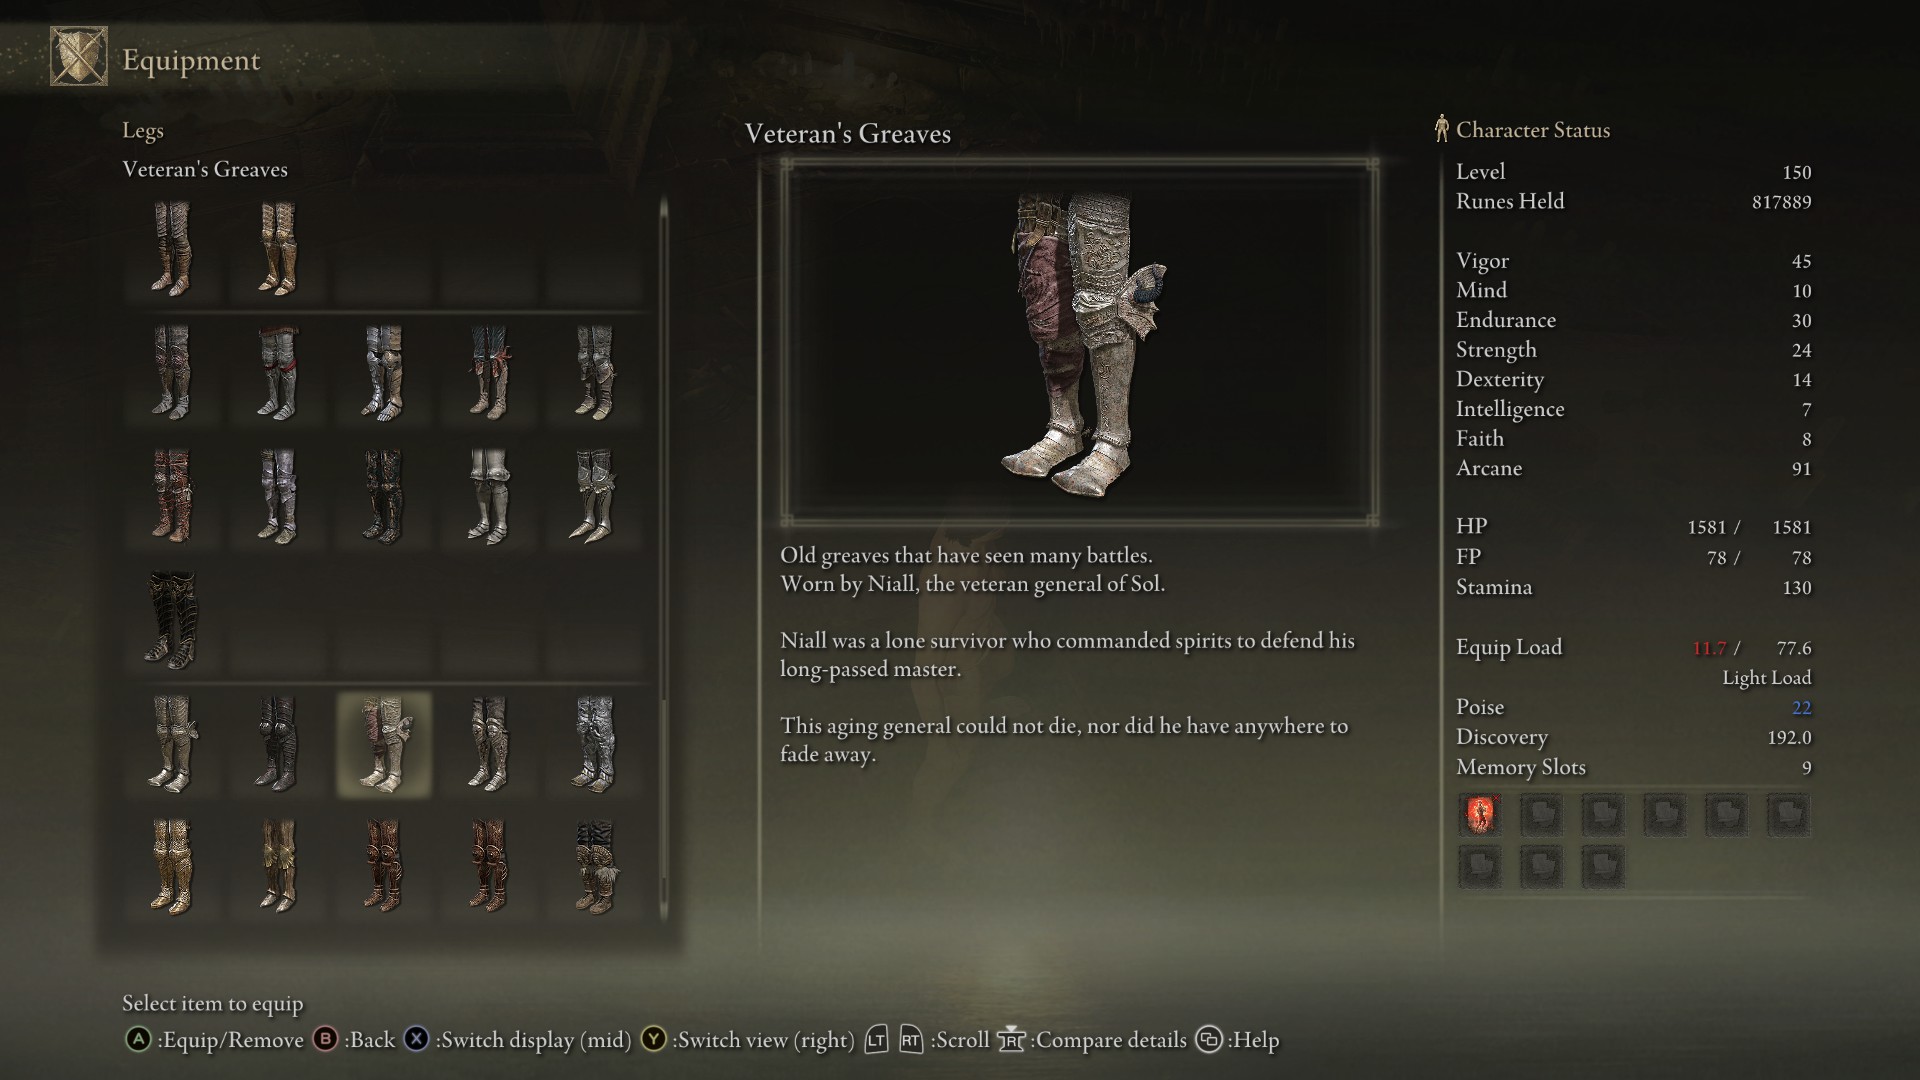 Equipment
Legs
Veteran's Greaves
Veteran's Greaves
Old greaves that have seen many battles.
Worn by Niall, the veteran general of Sol.
Niall was a lone survivor who commanded spirits to defend his
long-passed master.
This aging general could not die, nor did he have anywhere to
fade away.
Character Status
Level 150
Runes Held 817889
Vigor 45
Mind 10
Endurance 30
Strength 24
Dexterity 14
Intelligence 7
Faith 8
Arcane 91
HP 1581 / 1581
FP 78 / 78
Stamina 130
Equip Load 11.7 / 77.6
Light Load
Poise 22
Discovery 192.0
Memory Slots 9
Select item to equip
A :Equip/Remove B :Back X :Switch display (mid) Y :Switch view (right) LT RT :Scroll R :Compare details :Help